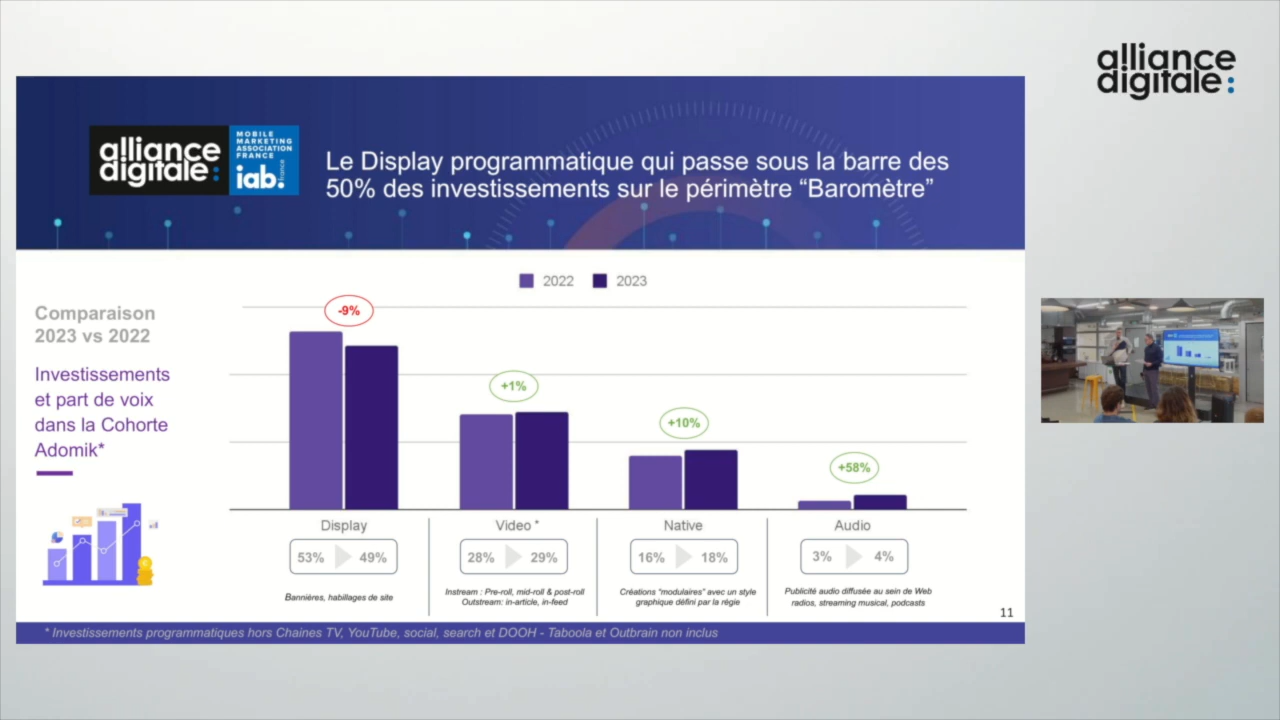 alliance
digitale:
alliance
digitale:
MOBILE
MARKETING
ASSOCIATION
FRANCE
iab.
france
Le Display programmatique qui passe sous la barre des
50% des investissements sur le périmètre “Baromètre”
2022
2023
Comparaison
2023 vs 2022
Investissements
et part de voix
dans la Cohorte
Adomik*
-9%
+1%
+10%
+58%
Display
Video *
Native
Audio
53%
49%
28%
29%
16%
18%
3%
4%
Bannières, habillages de site
Instream : Pre-roll, mid-roll & post-roll
Outstream: in-article, in-feed
Créations “modulaires” avec un style
graphique défini par la régie
Publicité audio diffusée au sein de Web
radios, streaming musical, podcasts
11
* Investissements programmatiques hors Chaines TV, YouTube, social, search et DOOH - Taboola et Outbrain non inclus